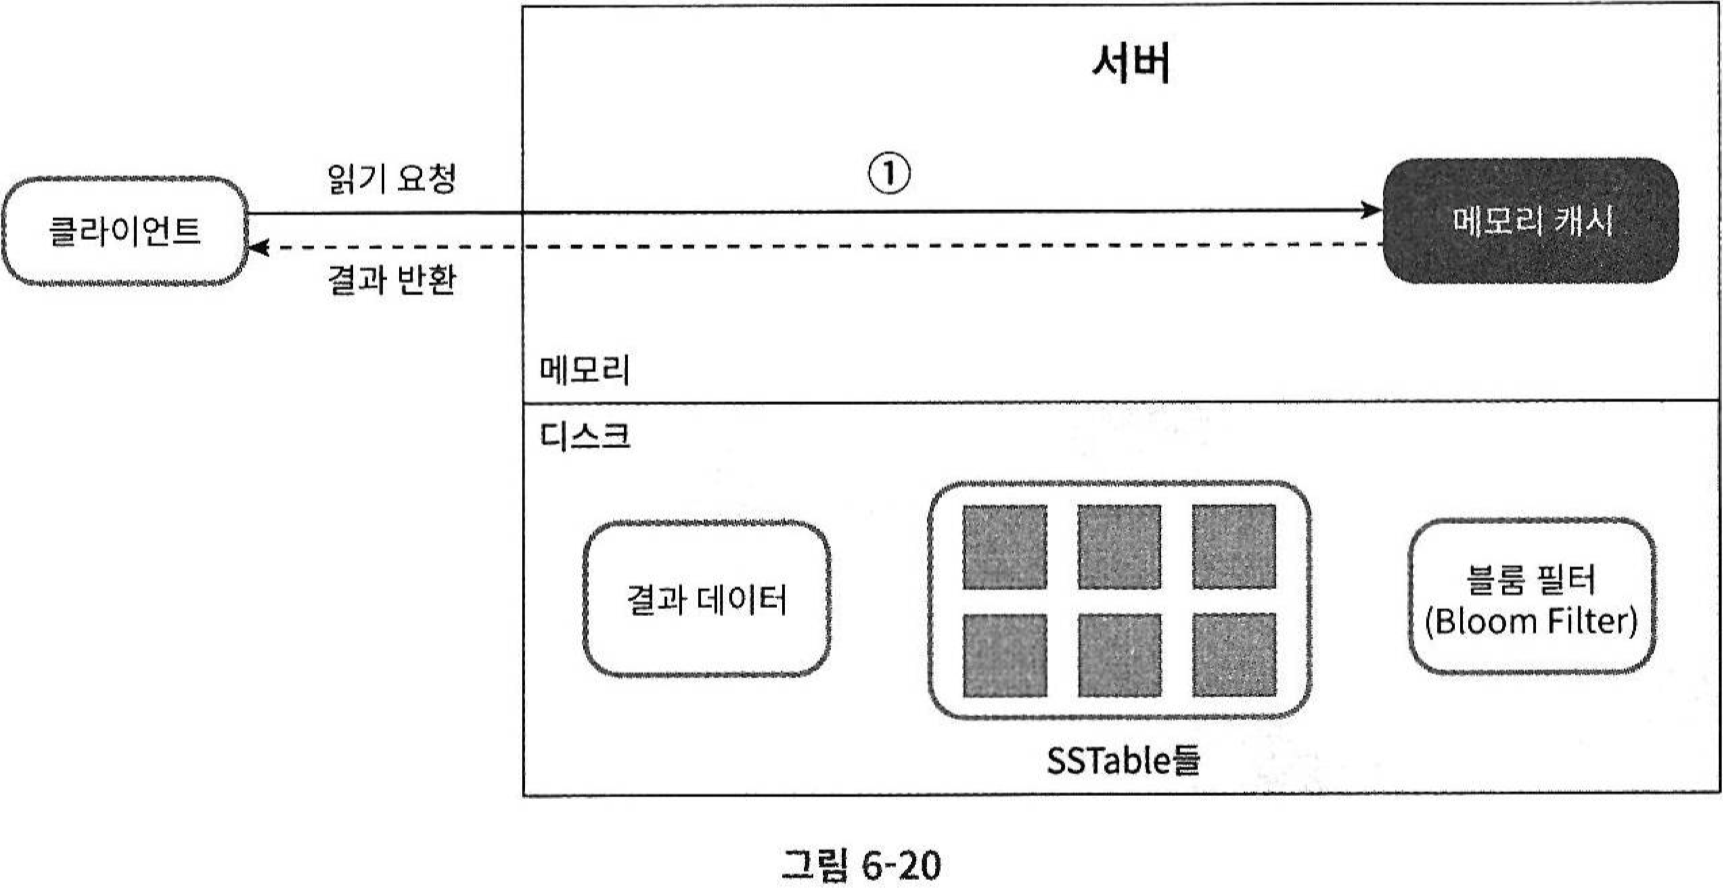 서버
읽기 요청
①
클라이언트
메모리 캐시
결과 반환
메모리
디스크
결과 데이터
블룸 필터
(Bloom Filter)
SSTable들
그림 6-20